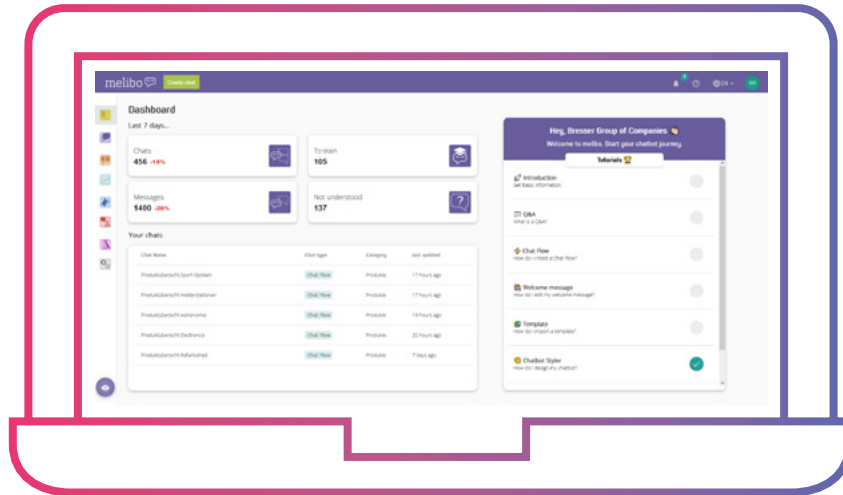 melibo
Create chat
4
EN
Dashboard
Last 7 days...
Chats
456 -18%
To train
105
Messages
1400 -26%
Not understood
137
Your chats
Chat Name Chat type Category last updated
Produktübersicht Sport Optiken Chat Flow Produkte 17 hours ago
Produktübersicht Wetterstationen Chat Flow Produkte 17 hours ago
Produktübersicht Astronomie Chat Flow Produkte 19 hours ago
Produktübersicht Electronics Chat Flow Produkte 22 hours ago
Produktübersicht Refurbished Chat Flow Produkte 7 days ago
Hey, Bresser Group of Companies
Welcome to melibo. Start your chatbot journey.
Tutorials
Introduction
Get basic information!
Q&A
What is a Q&A?
Chat Flow
How do I create a Chat Flow?
Welcome message
How do I edit my welcome message?
Template
How do I import a template?
Chatbot Styler
How do I design my chatbot?